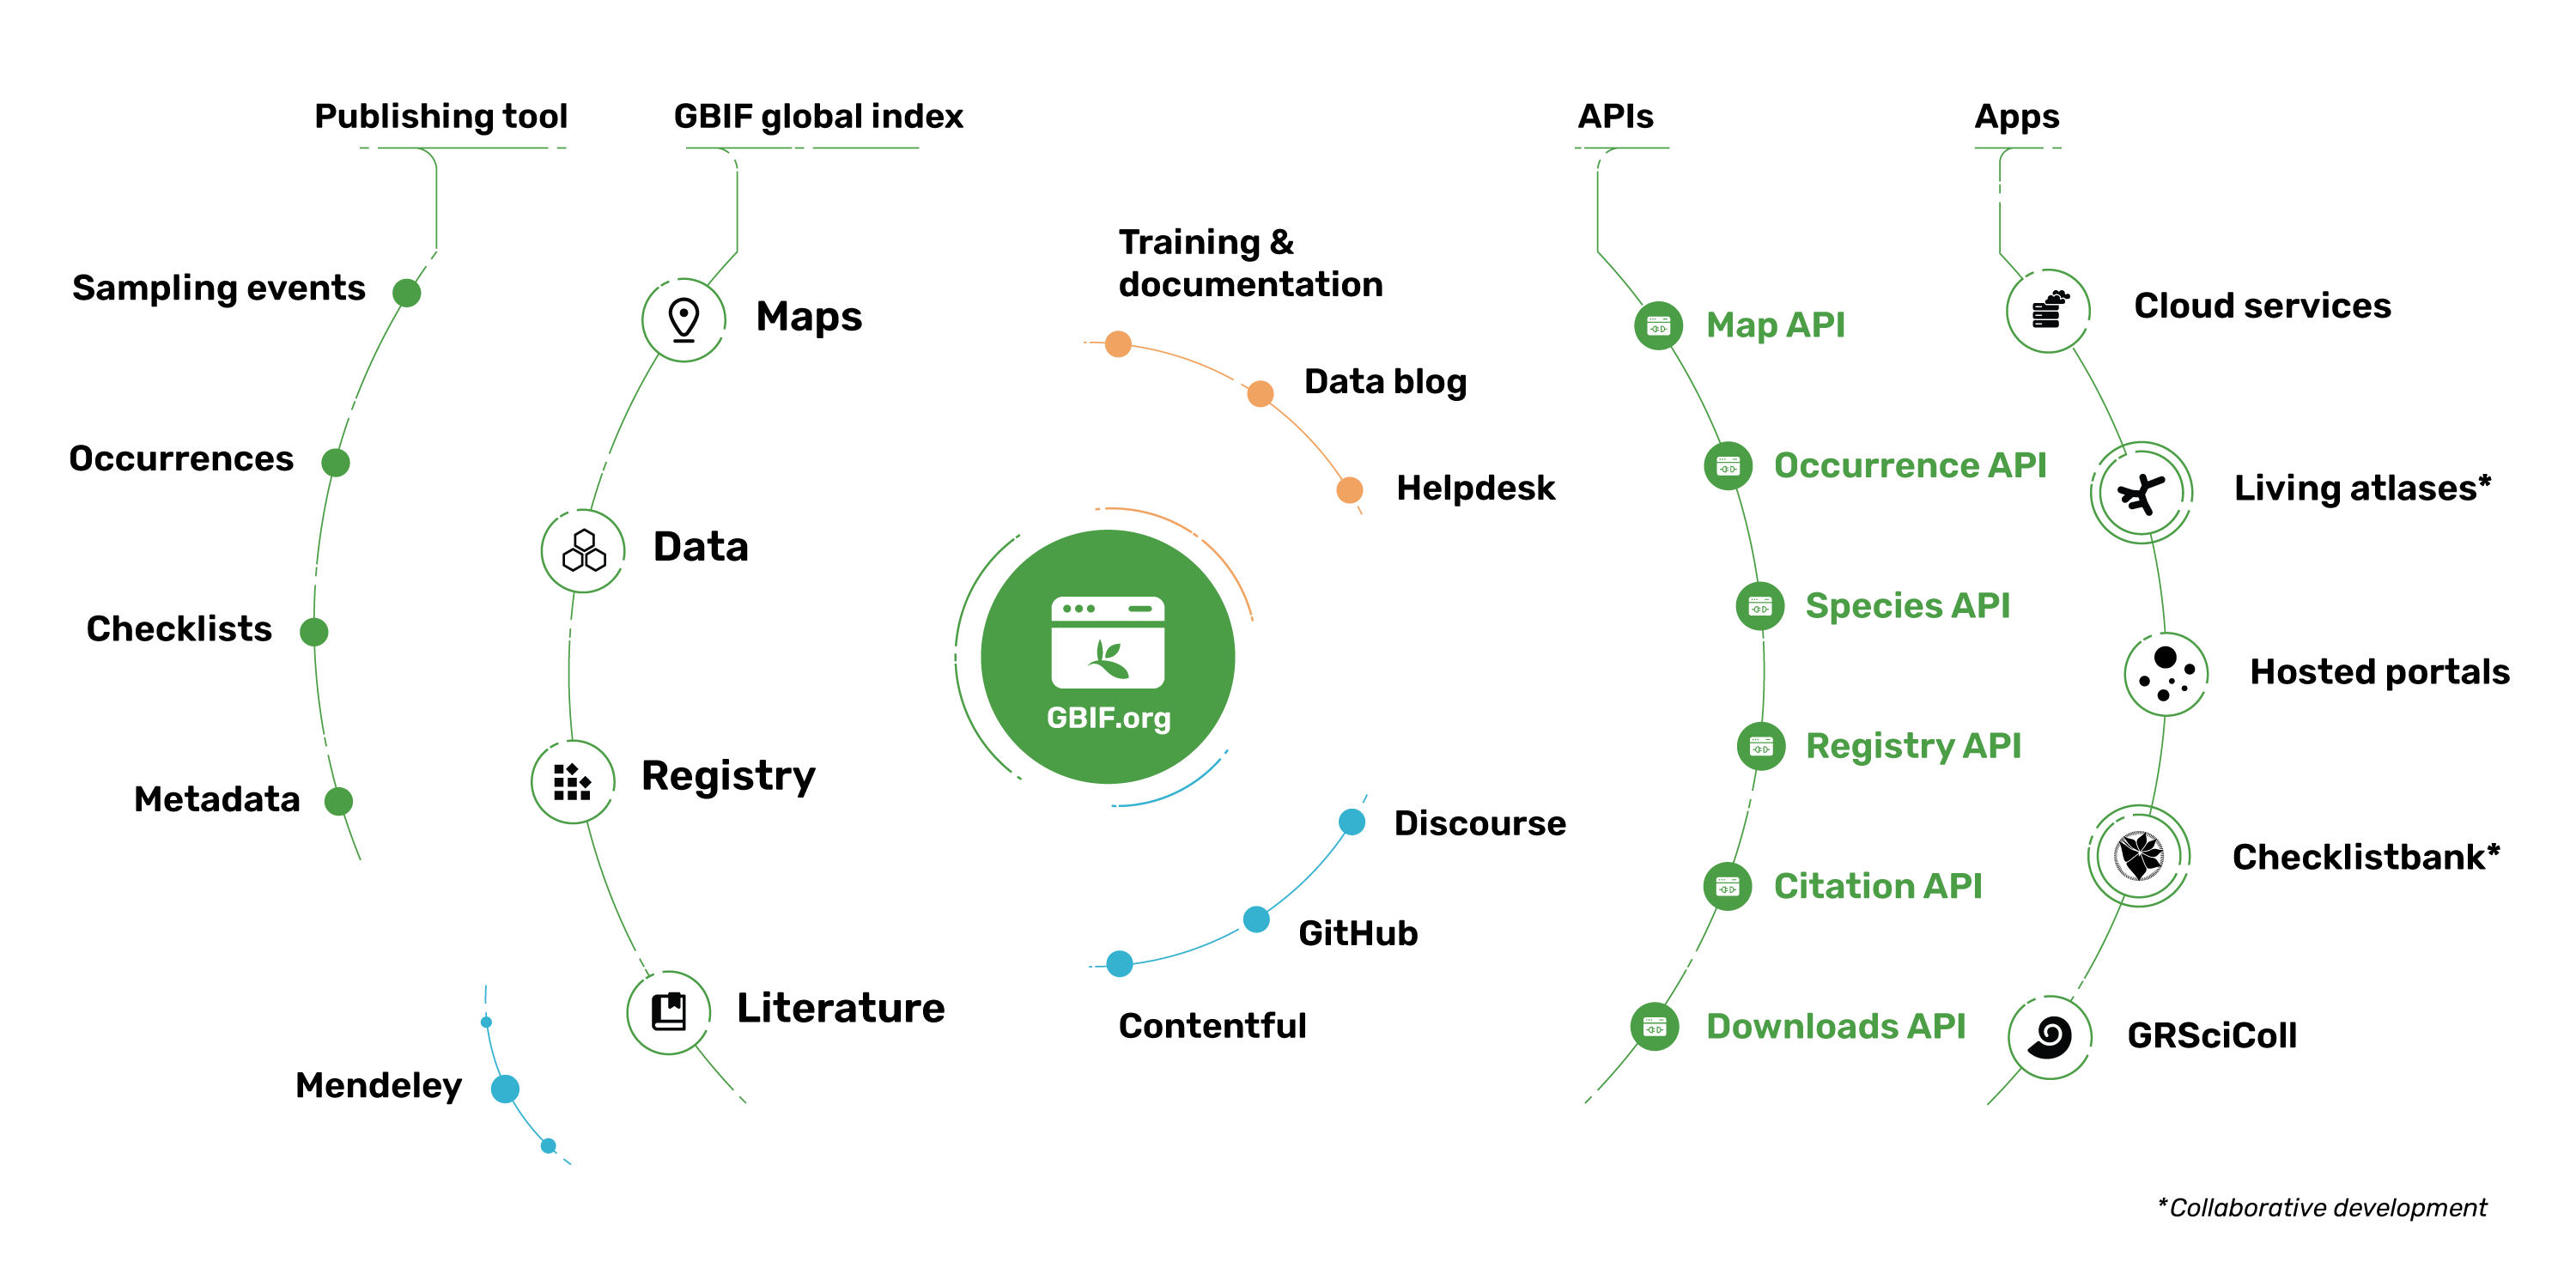 Publishing tool
Sampling events
Occurrences
Checklists
Metadata
Mendeley
GBIF global index
Maps
Data
Registry
Literature
Training &
documentation
Data blog
Helpdesk
GBIF.org
Discourse
GitHub
Contentful
APIs
Map API
Occurrence API
Species API
Registry API
Citation API
Downloads API
Apps
Cloud services
Living atlases*
Hosted portals
Checklistbank*
GRSciColl
*Collaborative development